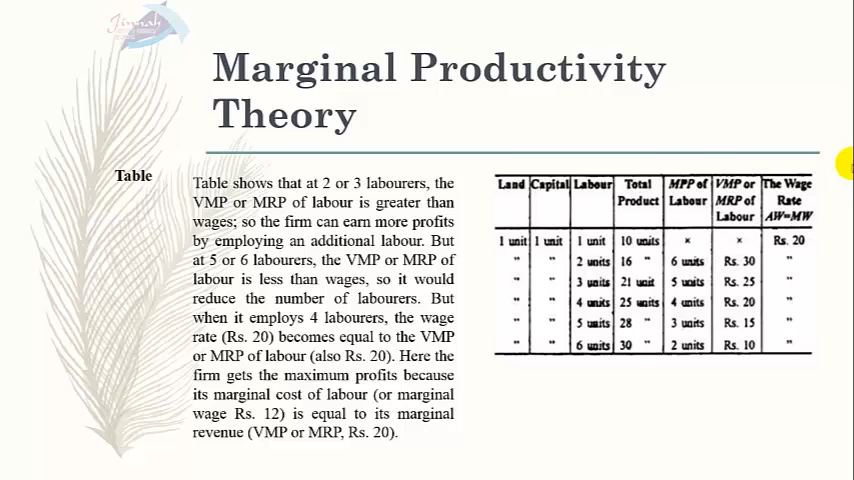 Jinnah
Marginal Productivity
Theory
Table
Table shows that at 2 or 3 labourers, the
VMP or MRP of labour is greater than
wages; so the firm can earn more profits
by employing an additional labour. But
at 5 or 6 labourers, the VMP or MRP of
labour is less than wages, so it would
reduce the number of labourers. But
when it employs 4 labourers, the wage
rate (Rs. 20) becomes equal to the VMP
or MRP of labour (also Rs. 20). Here the
firm gets the maximum profits because
its marginal cost of labour (or marginal
wage Rs. 12) is equal to its marginal
revenue (VMP or MRP, Rs. 20).
Land Capital Labour Total MPP of VMP or The Wage
Product Labour MRP of Rate
Labour AW=MW
1 unit 1 unit 1 unit 10 units × × Rs. 20
" " 2 units 16 " 6 units Rs. 30 "
" " 3 units 21 unit 5 units Rs. 25 "
" " 4 units 25 units 4 units Rs. 20 "
" " 5 units 28 " 3 units Rs. 15 "
" " 6 units 30 " 2 units Rs. 10 "